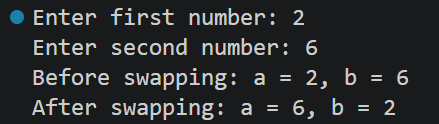 Enter first number: 2
Enter second number: 6
Before swapping: a = 2, b = 6
After swapping: a = 6, b = 2